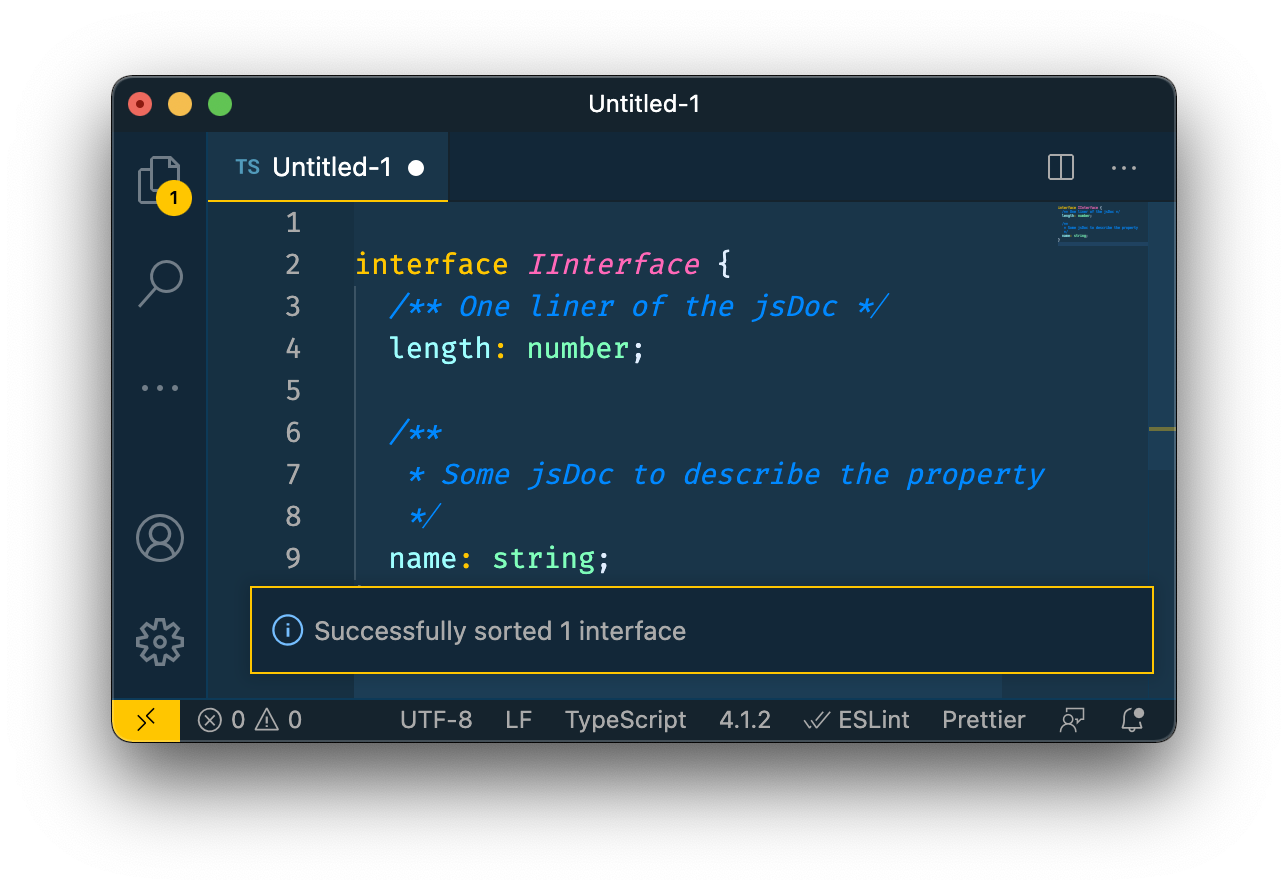 Untitled-1
TS Untitled-1
1
1
2 interface IInterface {
3 /** One liner of the jsDoc */
4 length: number;
5
6 /**
7 * Some jsDoc to describe the property
8 */
9 name: string;
Successfully sorted 1 interface
0 0 UTF-8 LF TypeScript 4.1.2 ESLint Prettier